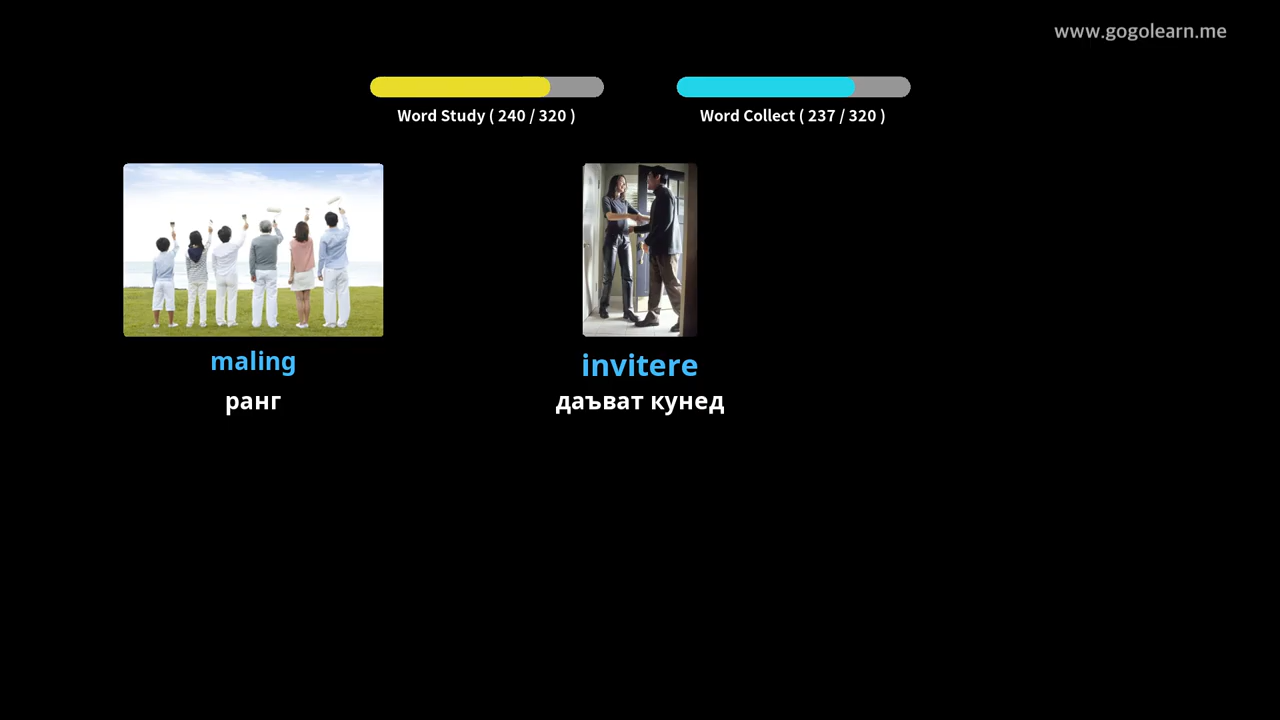 www.gogolearn.me
Word Study ( 240 / 320 )
Word Collect ( 237 / 320 )
maling
ранг
invitere
даъват кунед